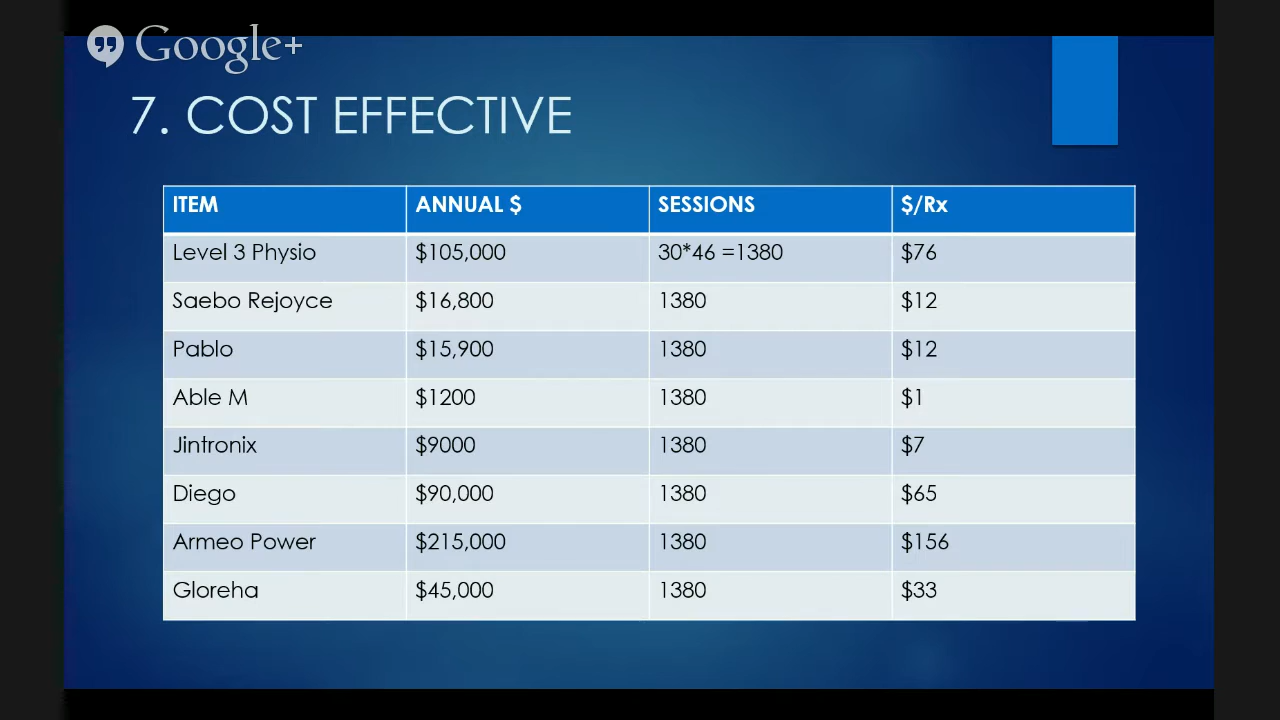 Google+
7. COST EFFECTIVE
ITEM ANNUAL $ SESSIONS $/Rx
Level 3 Physio $105,000 30*46 =1380 $76
Saebo Rejoyce $16,800 1380 $12
Pablo $15,900 1380 $12
Able M $1200 1380 $1
Jintronix $9000 1380 $7
Diego $90,000 1380 $65
Armeo Power $215,000 1380 $156
Gloreha $45,000 1380 $33